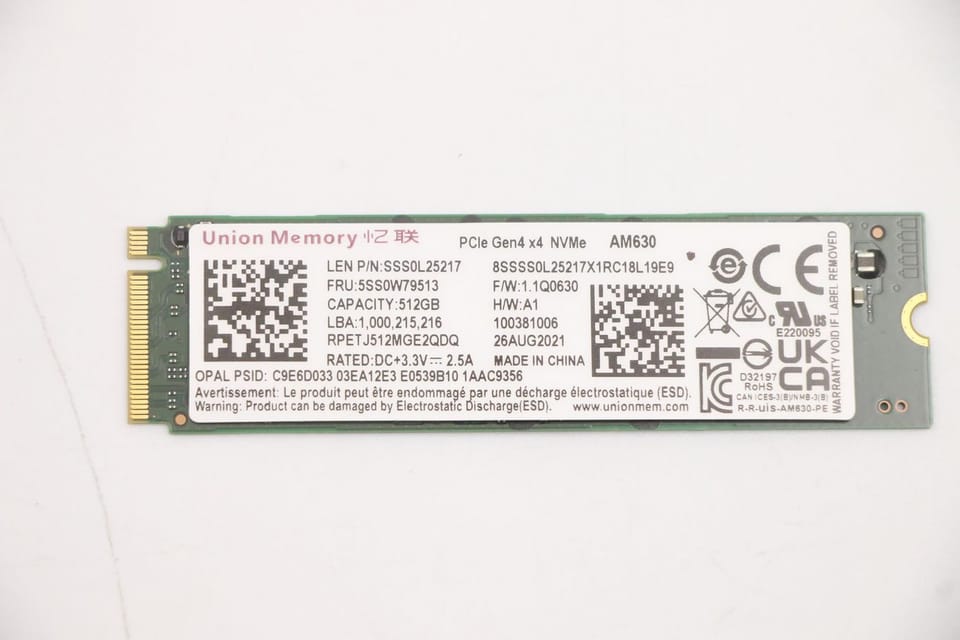 Union Memory 忆联
PCIe Gen4 x4 NVMe AM630
LEN P/N:SSS0L25217
8SSSS0L25217X1RC18L19E9
FRU:5SS0W79513
F/W:1.1Q0630
CAPACITY:512GB
H/W:A1
LBA:1,000,215,216
100381006
RPETJ512MGE2QDQ
26AUG2021
RATED:DC+3.3V⎓ 2.5A
MADE IN CHINA
OPAL PSID: C9E6D033 03EA12E3 E0539B10 1AAC9356
Avertissement: Le produit peut être endommagé par une décharge électrostatique (ESD).
Warning: Product can be damaged by Electrostatic Discharge(ESD).
www.unionmem.com
CE
c RU us
E220095
UK
CA
D32197
RoHS
CAN ICES-3(B)/NMB-3(B)
R-R-uiS-AM630-PE
WARRANTY VOID IF LABEL REMOVED